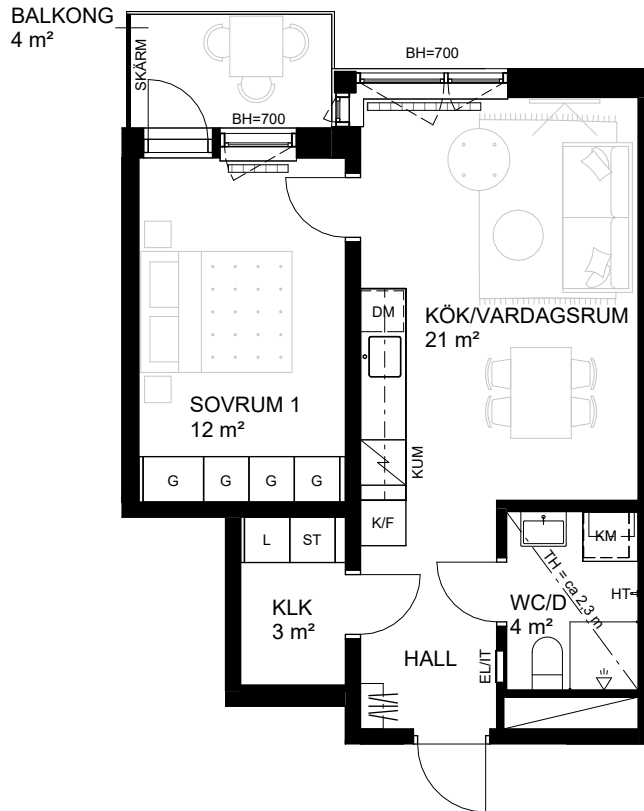 BALKONG
4 m²
SKÄRM
BH=700
BH=700
DM
KÖK/VARDAGSRUM
21 m²
SOVRUM 1
12 m²
KUM
G
G
G
G
K/F
L
ST
KM
TH = ca 2,3 m
HT
KLK
3 m²
WC/D
4 m²
HALL
EL/IT